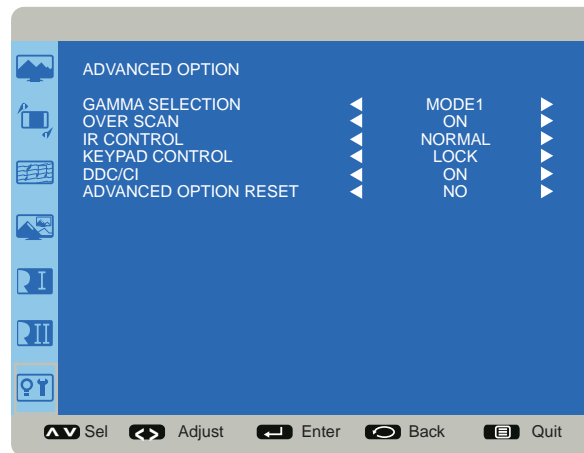 ADVANCED OPTION
GAMMA SELECTION MODE1
OVER SCAN ON
IR CONTROL NORMAL
KEYPAD CONTROL LOCK
DDC/CI ON
ADVANCED OPTION RESET NO
I
II
Sel Adjust Enter Back Quit